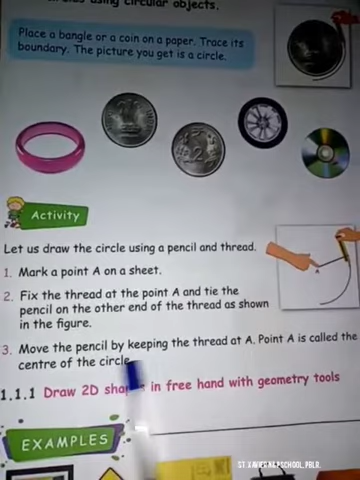 using circular objects.
Place a bangle or a coin on a paper. Trace its
boundary. The picture you get is a circle.
Activity
Let us draw the circle using a pencil and thread.
1. Mark a point A on a sheet.
2. Fix the thread at the point A and tie the
pencil on the other end of the thread as shown
in the figure.
A
3. Move the pencil by keeping the thread at A. Point A is called the
centre of the circle
1.1.1 Draw 2D in free hand with geometry tools
EXAMPLES